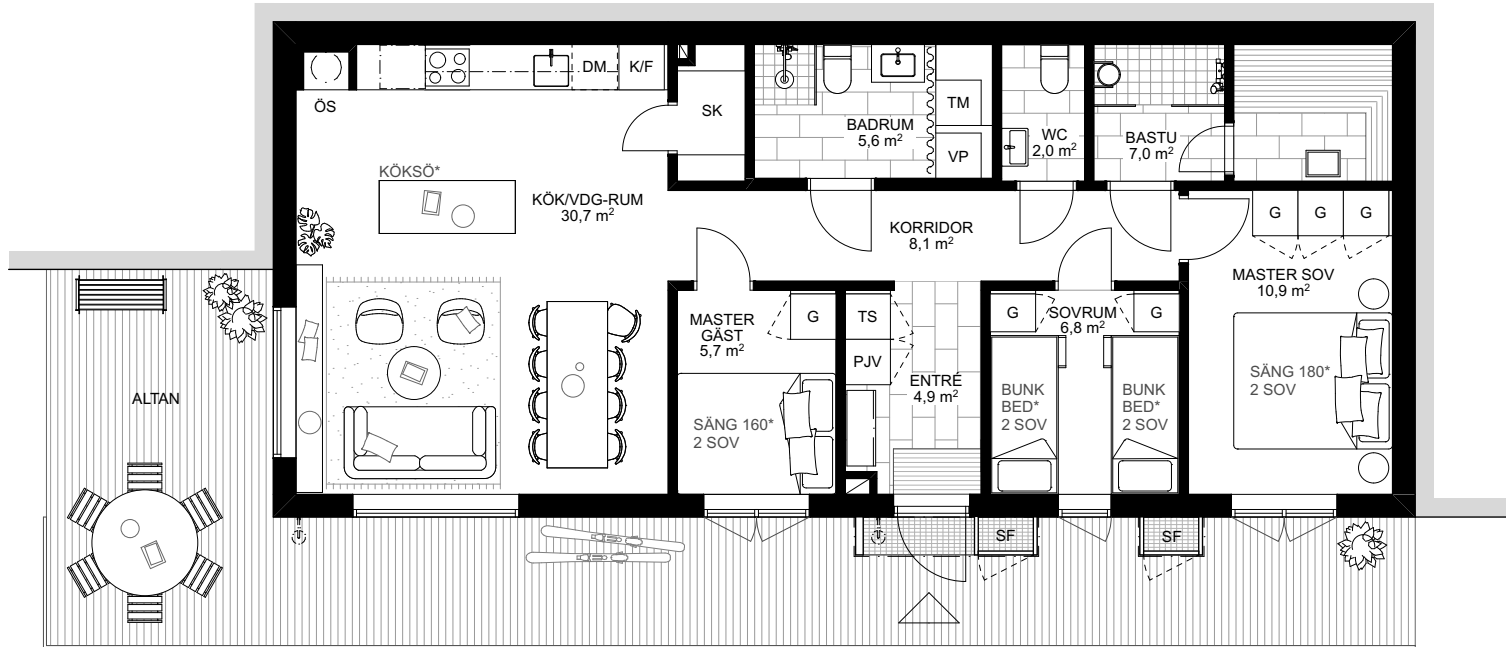 DM
K/F
ÖS
SK
TM
VP
BADRUM
5,6 m²
WC
2,0 m²
BASTU
7,0 m²
KÖKSÖ*
KÖK/VDG-RUM
30,7 m²
KORRIDOR
8,1 m²
G
G
G
MASTER SOV
10,9 m²
MASTER
GÄST
5,7 m²
G
TS
PJV
ENTRÉ
4,9 m²
G
SOVRUM
6,8 m²
G
ALTAN
SÄNG 160*
2 SOV
BUNK
BED*
2 SOV
BUNK
BED*
2 SOV
SÄNG 180*
2 SOV
SF
SF